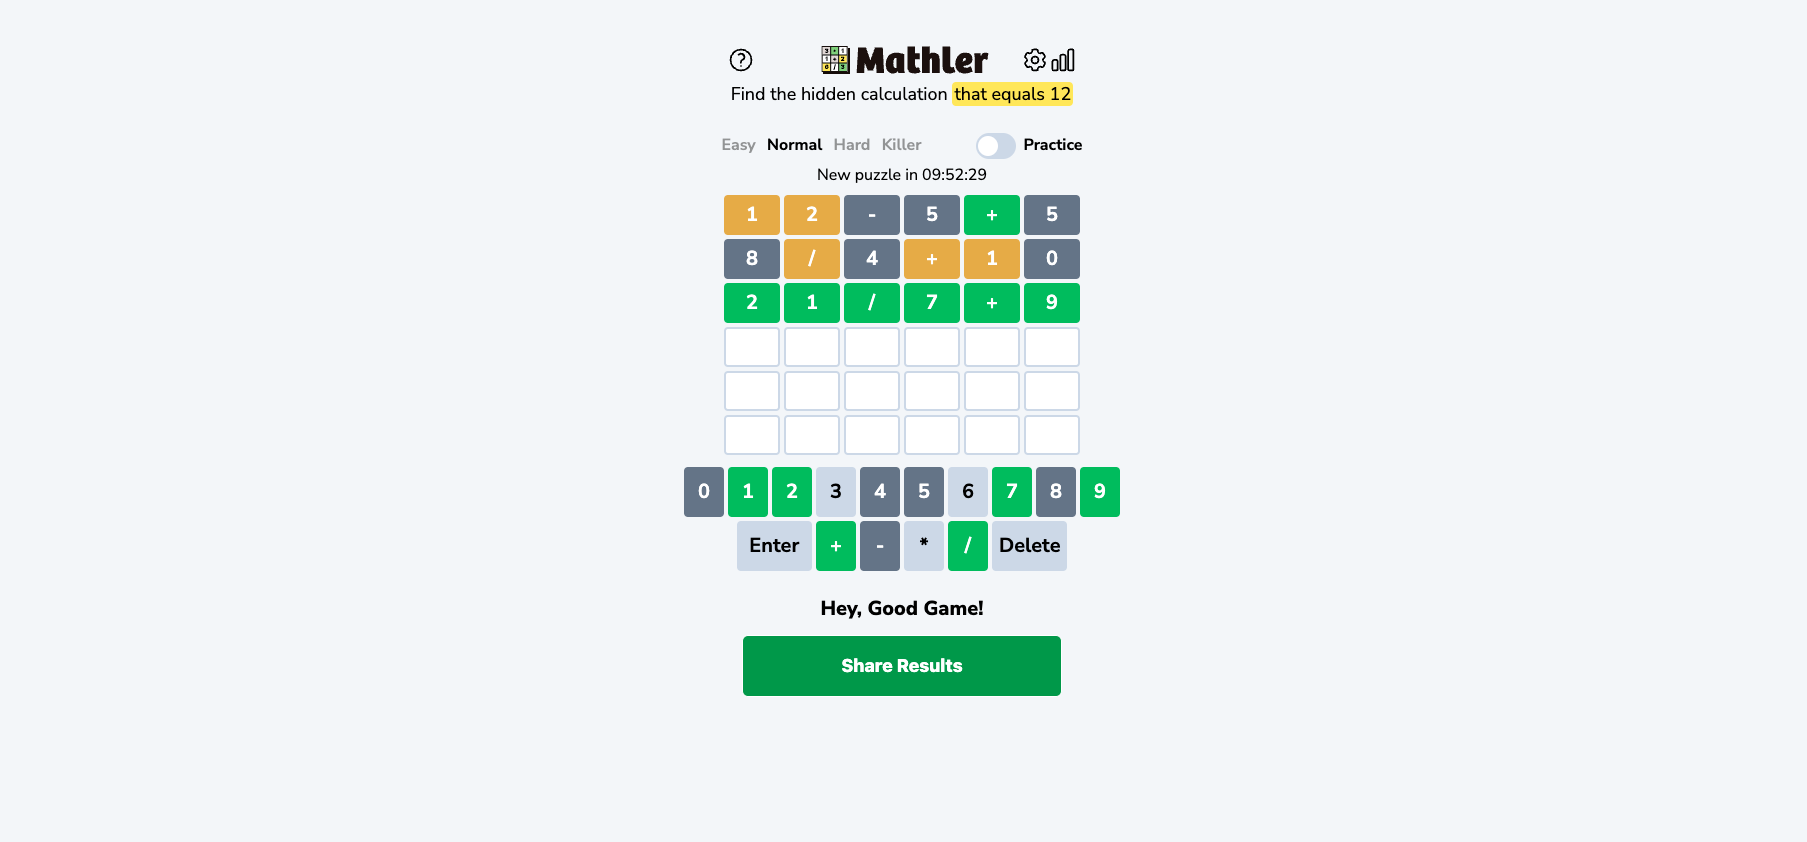 Mathler
Find the hidden calculation that equals 12
Easy Normal Hard Killer Practice
New puzzle in 09:52:29
1 2 - 5 + 5
8 / 4 + 1 0
2 1 / 7 + 9
0 1 2 3 4 5 6 7 8 9
Enter + - * / Delete
Hey, Good Game!
Share Results